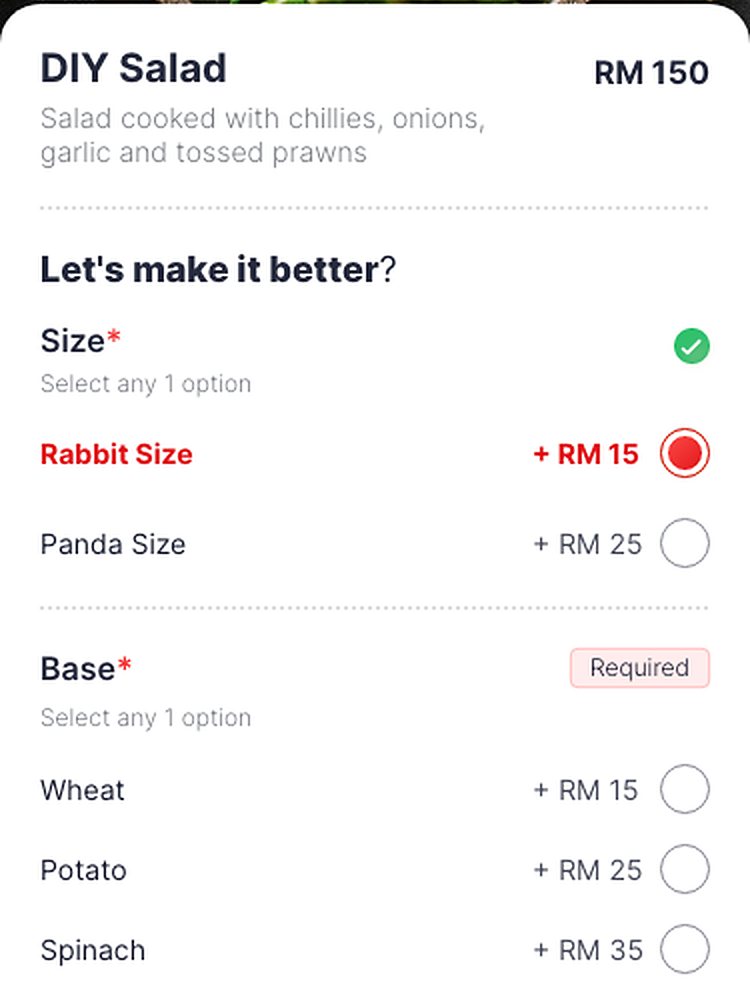 DIY Salad
RM 150
Salad cooked with chillies, onions,
garlic and tossed prawns
Let's make it better?
Size*
Select any 1 option
Rabbit Size + RM 15
Panda Size + RM 25
Base* Required
Select any 1 option
Wheat + RM 15
Potato + RM 25
Spinach + RM 35